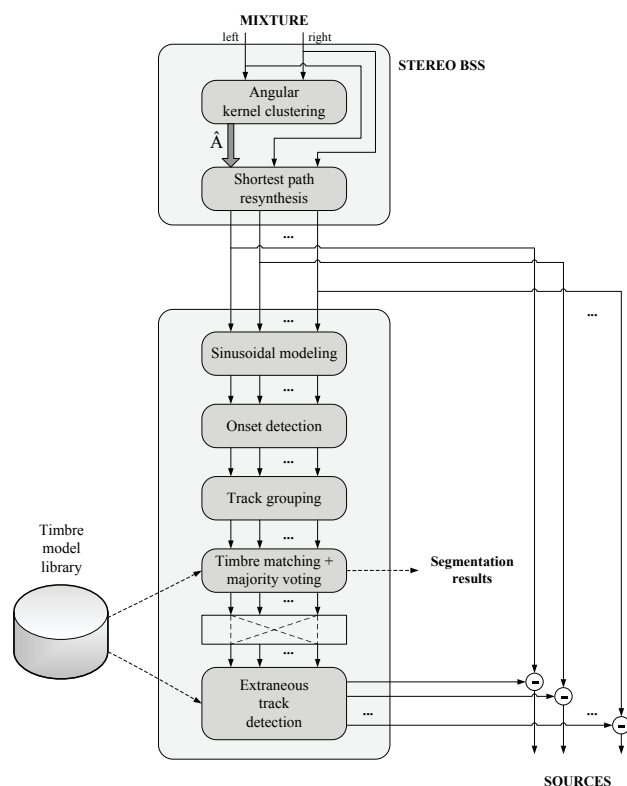 MIXTURE
left
right
STEREO BSS
Angular
kernel clustering
Â
Shortest path
resynthesis
...
...
...
Sinusoidal modeling
...
Onset detection
...
Track grouping
...
Timbre
model
library
Timbre matching +
majority voting
Segmentation
results
...
...
Extraneous
track
detection
-
-
...
...
-
SOURCES